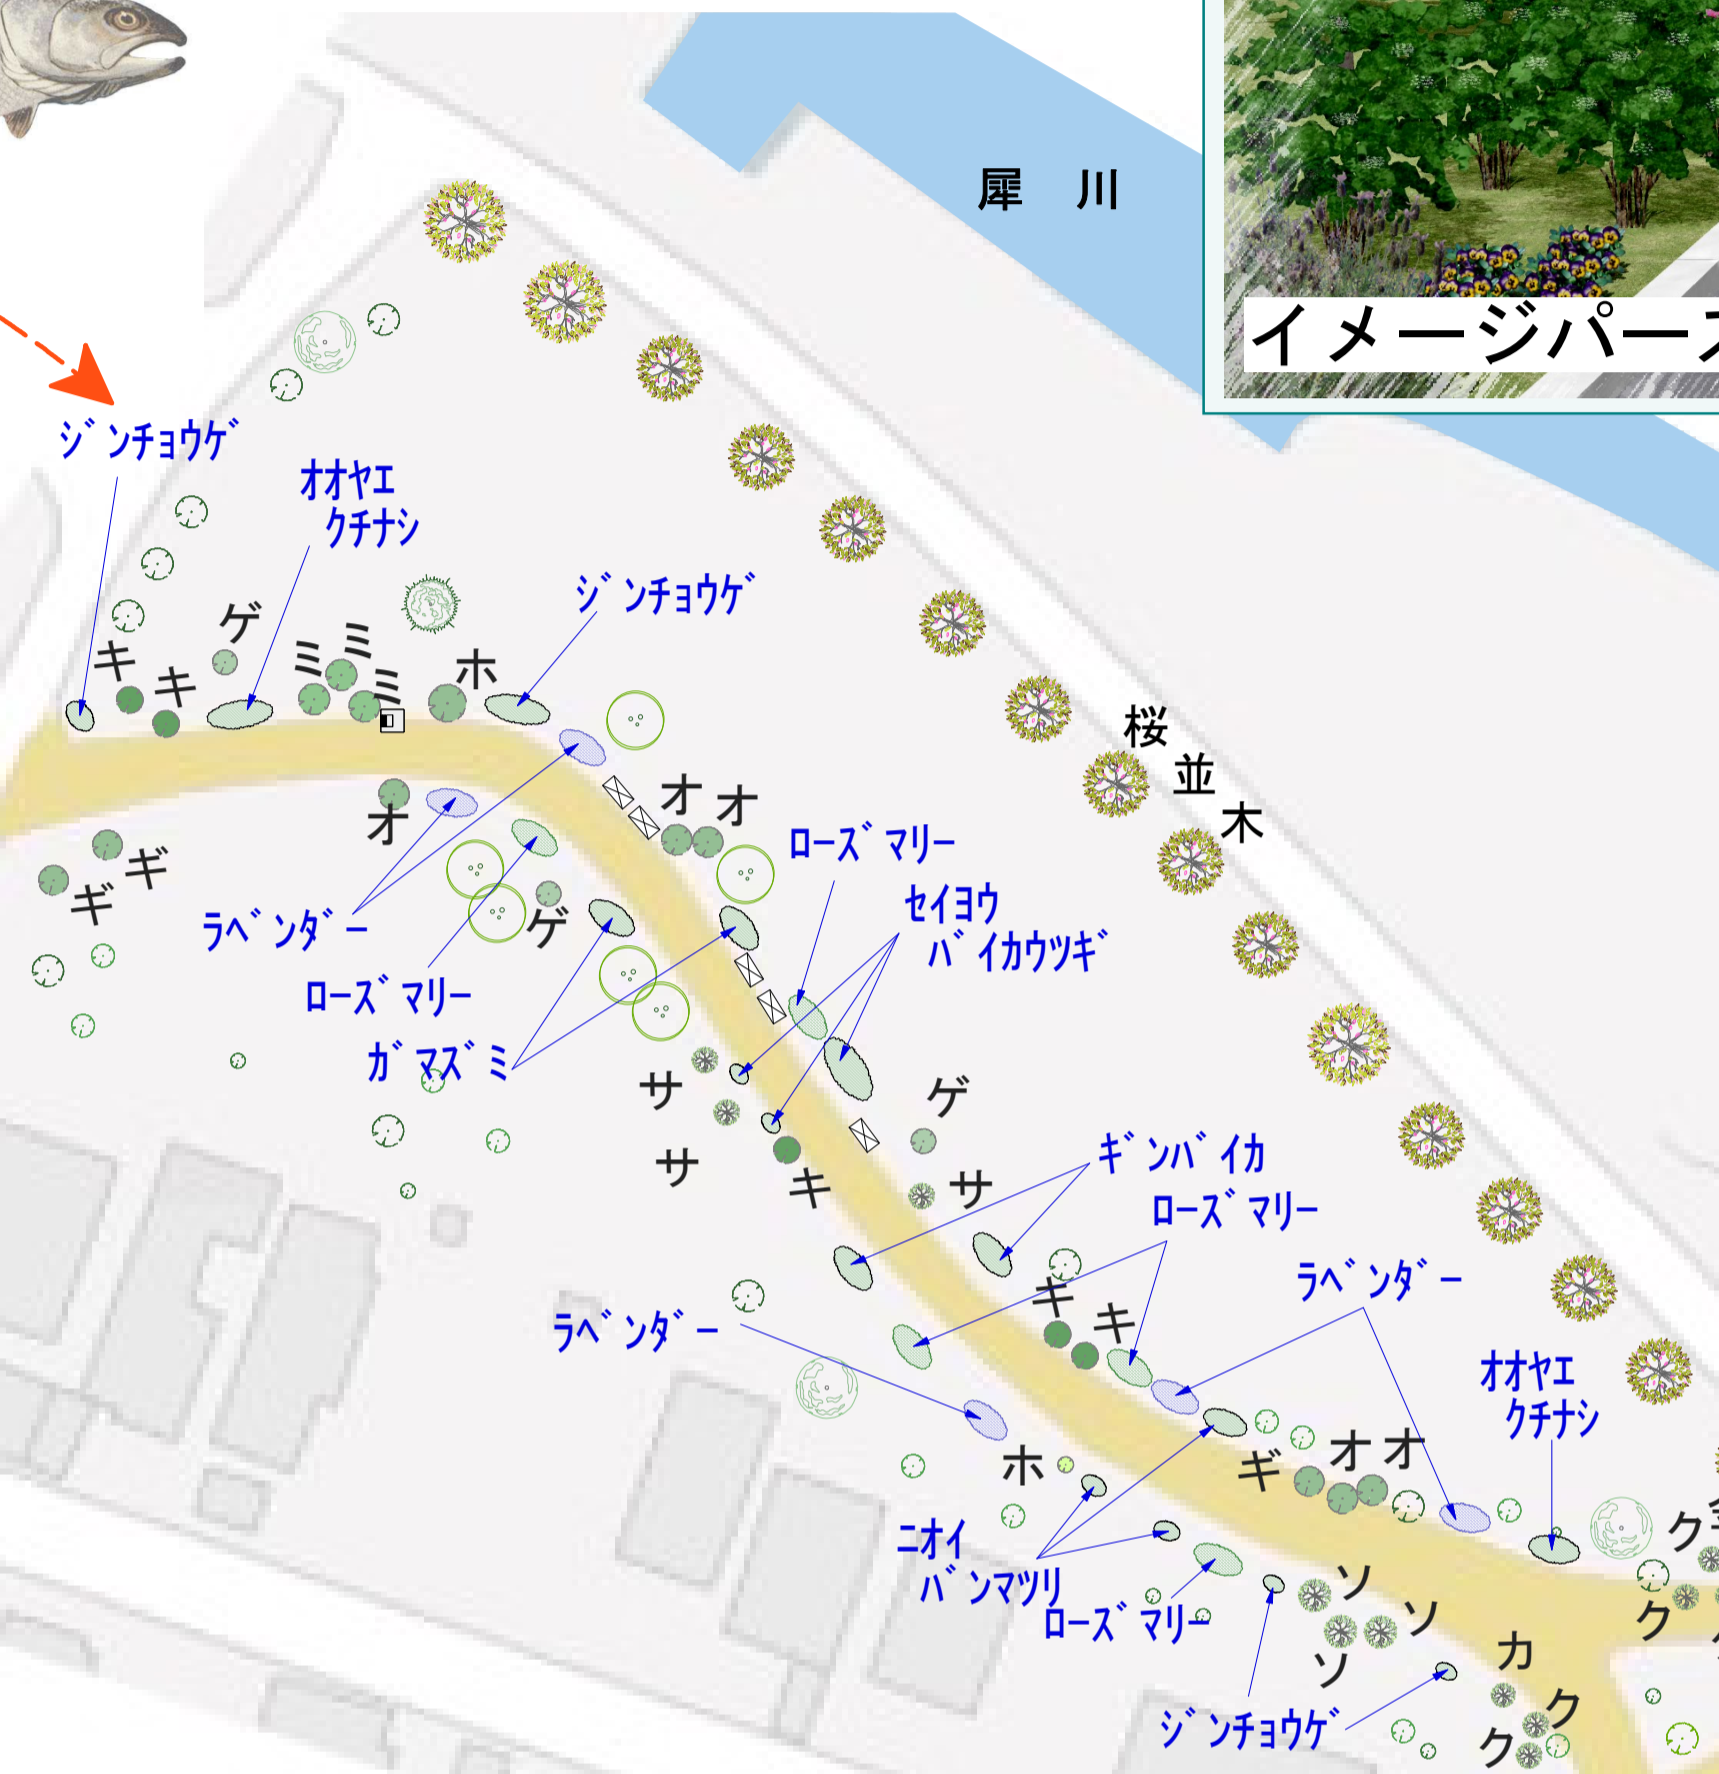 犀川
イメージパース
ジンチョウゲ
オオヤエ
クチナシ
ジンチョウゲ
ゲ
ミ
ミ
ミ
キ
キ
ホ
桜
並
木
オ
オ
オ
ローズマリー
ギ
ギ
セイヨウ
バイカウツギ
ラベンダー
ゲ
ローズマリー
ガマズミ
サ
サ
キ
ゲ
サ
ギンバイカ
ローズマリー
ラベンダー
キ
キ
ラベンダー
オオヤエ
クチナシ
ホ
ギ
オ
オ
ニオイ
バンマツリ
ローズマリー
ク
ク
ソ
ソ
ソ
カ
ジンチョウゲ
ク
ク